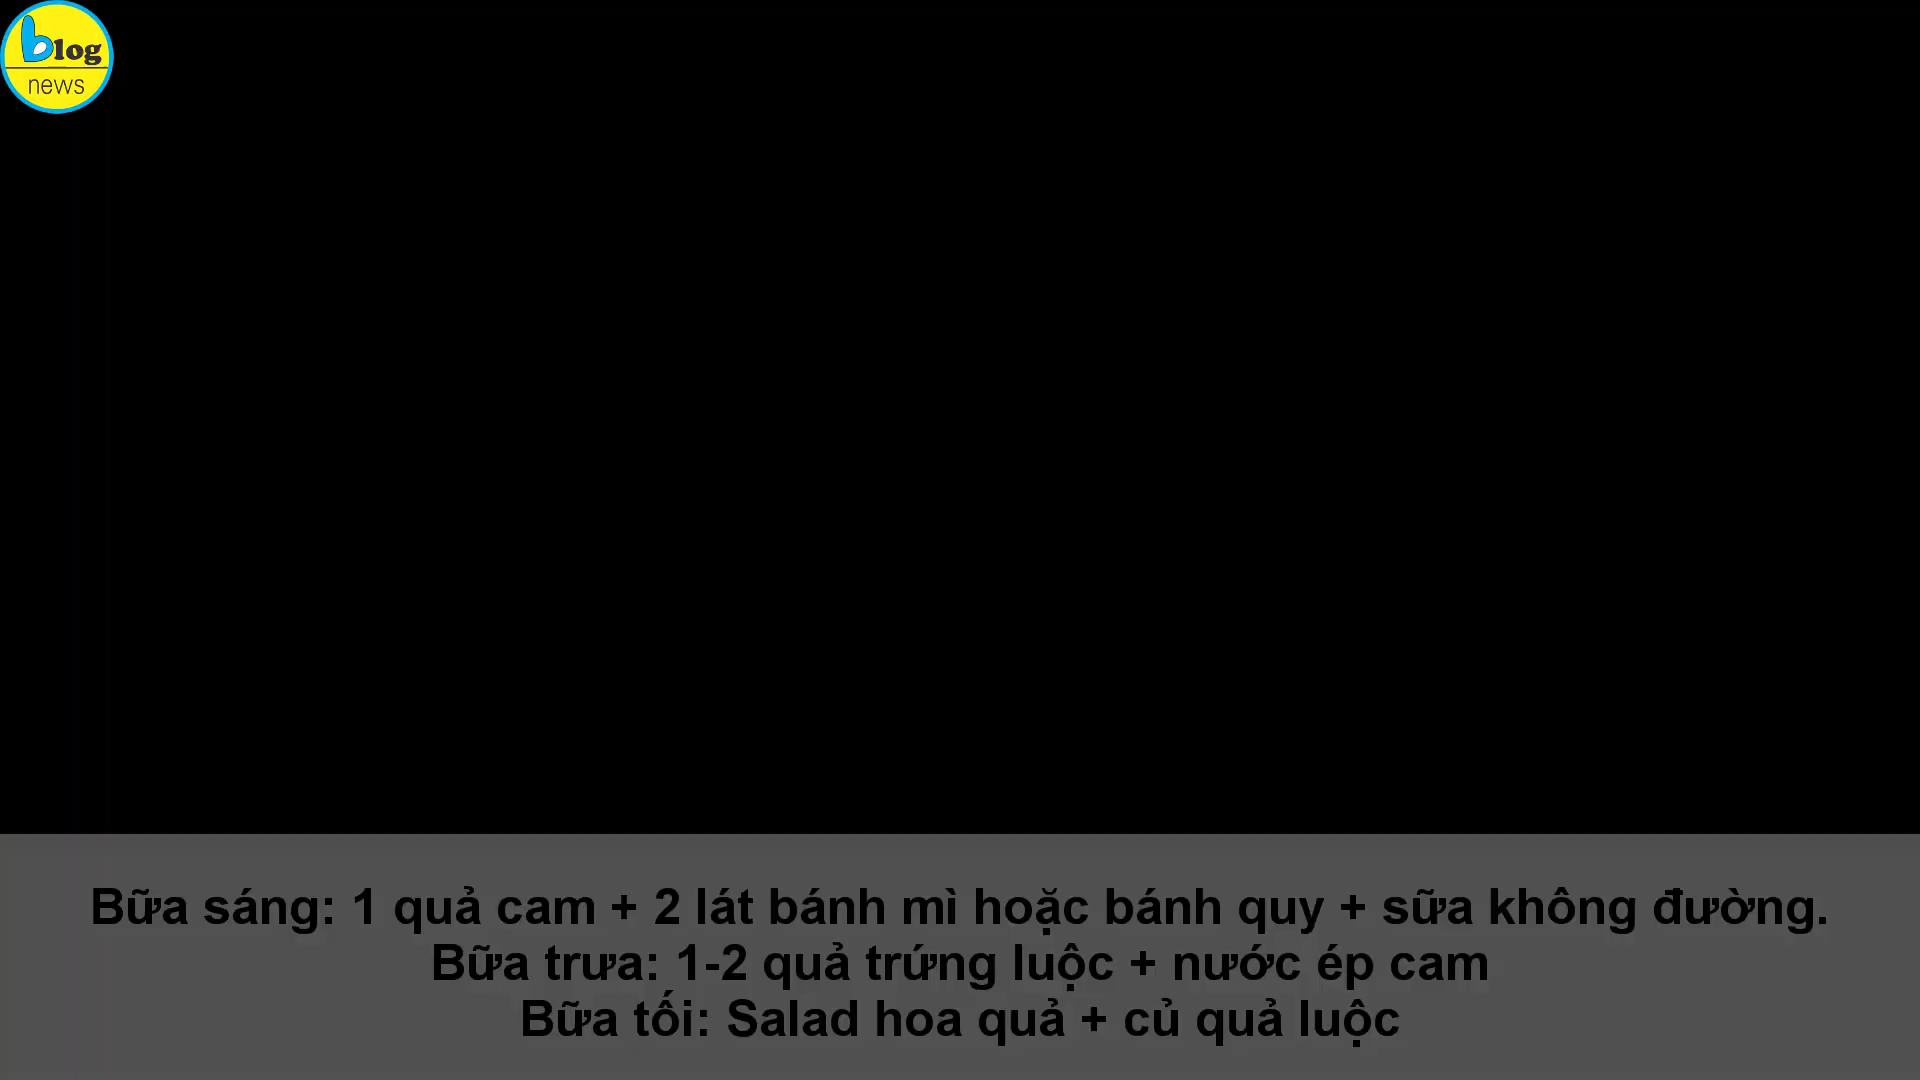 blog
news
Bữa sáng: 1 quả cam + 2 lát bánh mì hoặc bánh quy + sữa không đường.
Bữa trưa: 1-2 quả trứng luộc + nước ép cam
Bữa tối: Salad hoa quả + củ quả luộc